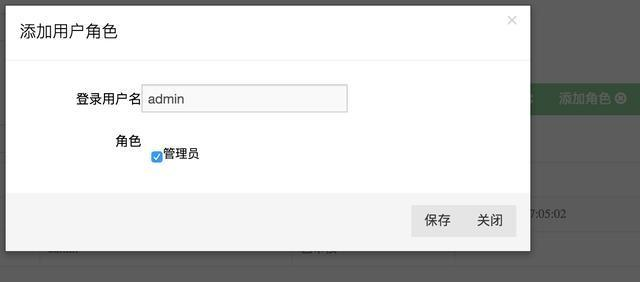 添加用户角色
登录用户名 admin
添加角色
角色
管理员
保存 关闭
7:05:02